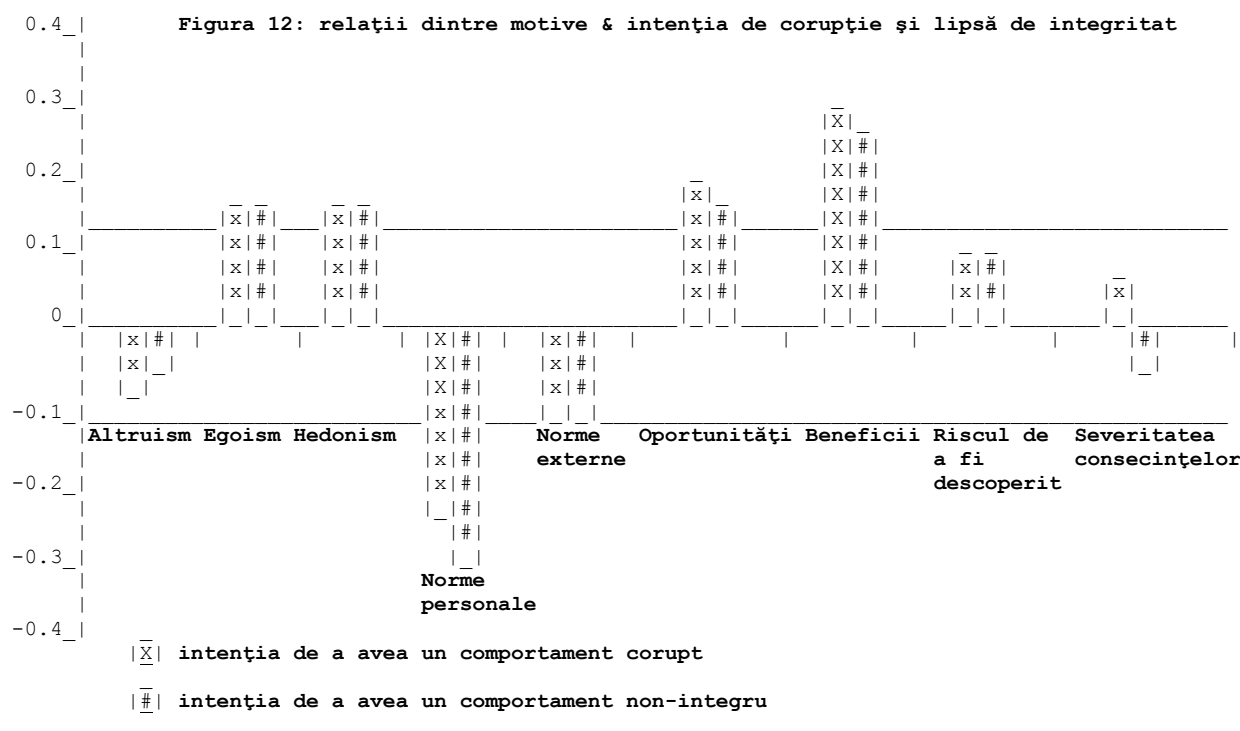 Figura 12: relaţii dintre motive & intenţia de corupţie şi lipsă de integritat
0.4
0.3
0.2
0.1
0
-0.1
Altruism Egoism Hedonism Norme externe Oportunităţi Beneficii Riscul de a fi descoperit Severitatea consecinţelor
-0.2
-0.3
Norme
personale
-0.4
|X| intenţia de a avea un comportament corupt
|#| intenţia de a avea un comportament non-integru